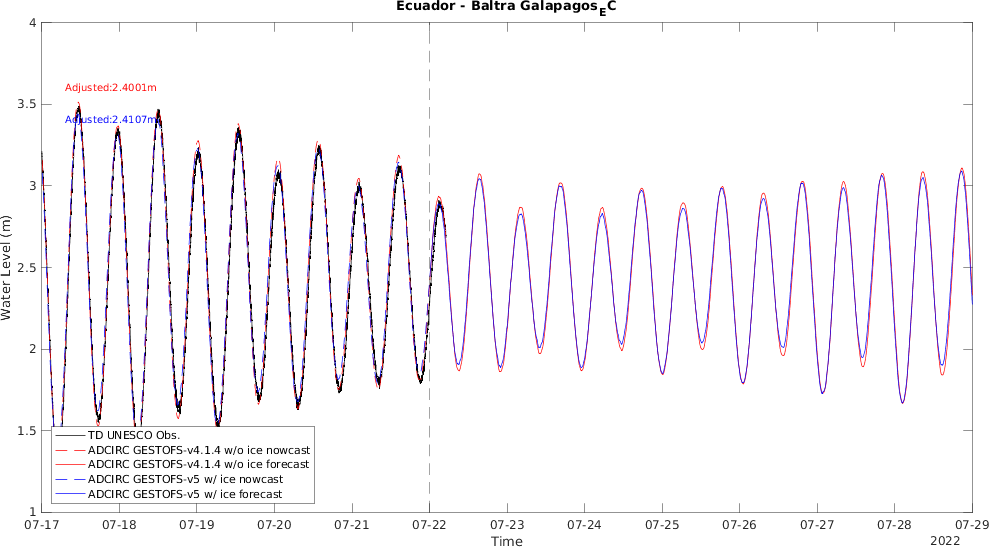 Ecuador - Baltra Galapagos_EC
4
3.5
3
2.5
2
1.5
1
Water Level (m)
Adjusted:2.4001m
Adjusted:2.4107m
TD UNESCO Obs.
ADCIRC GESTOFS-v4.1.4 w/o ice nowcast
ADCIRC GESTOFS-v4.1.4 w/o ice forecast
ADCIRC GESTOFS-v5 w/ ice nowcast
ADCIRC GESTOFS-v5 w/ ice forecast
07-17 07-18 07-19 07-20 07-21 07-22 07-23 07-24 07-25 07-26 07-27 07-28 07-29
Time
2022